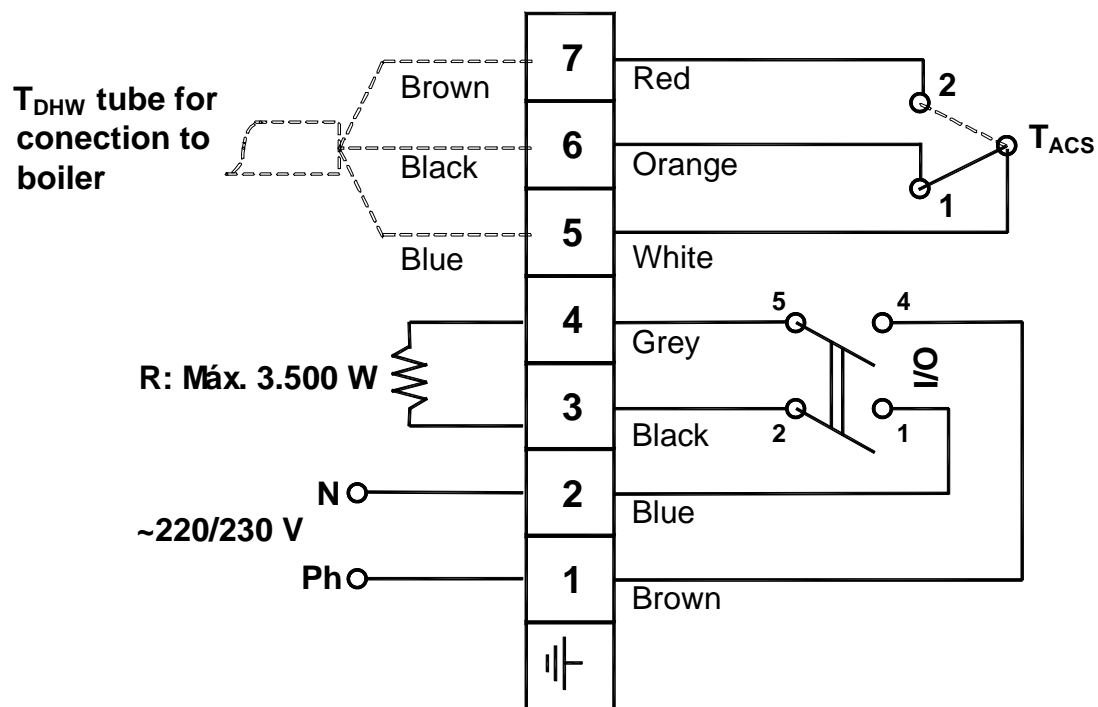 7
Brown
Red
2
T_DHW tube for
conection to
boiler
6
Black
Orange
T_ACS
1
5
Blue
White
5
4
4
Grey
I/O
R: Máx. 3.500 W
3
Black
2
1
N
2
Blue
~220/230 V
Ph
1
Brown